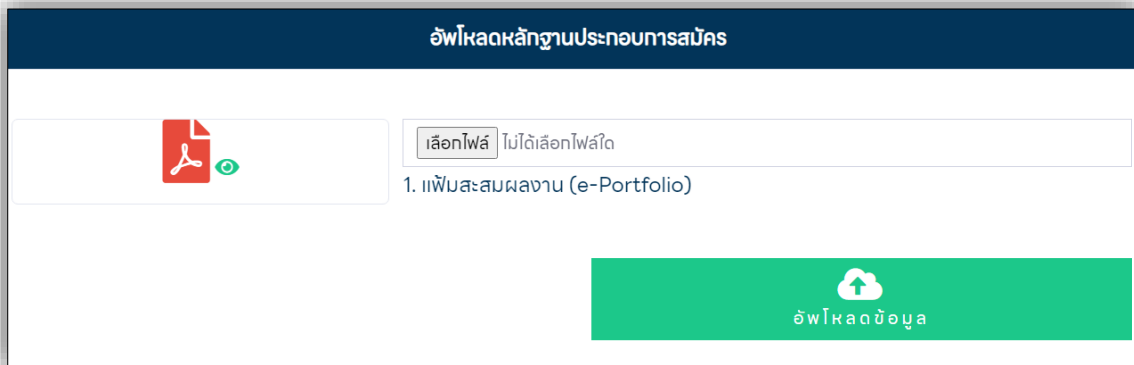 อัพโหลดหลักฐานประกอบการสมัคร
เลือกไฟล์ ไม่ได้เลือกไฟล์ใด
1. แฟ้มสะสมผลงาน (e-Portfolio)
อัพโหลดข้อมูล